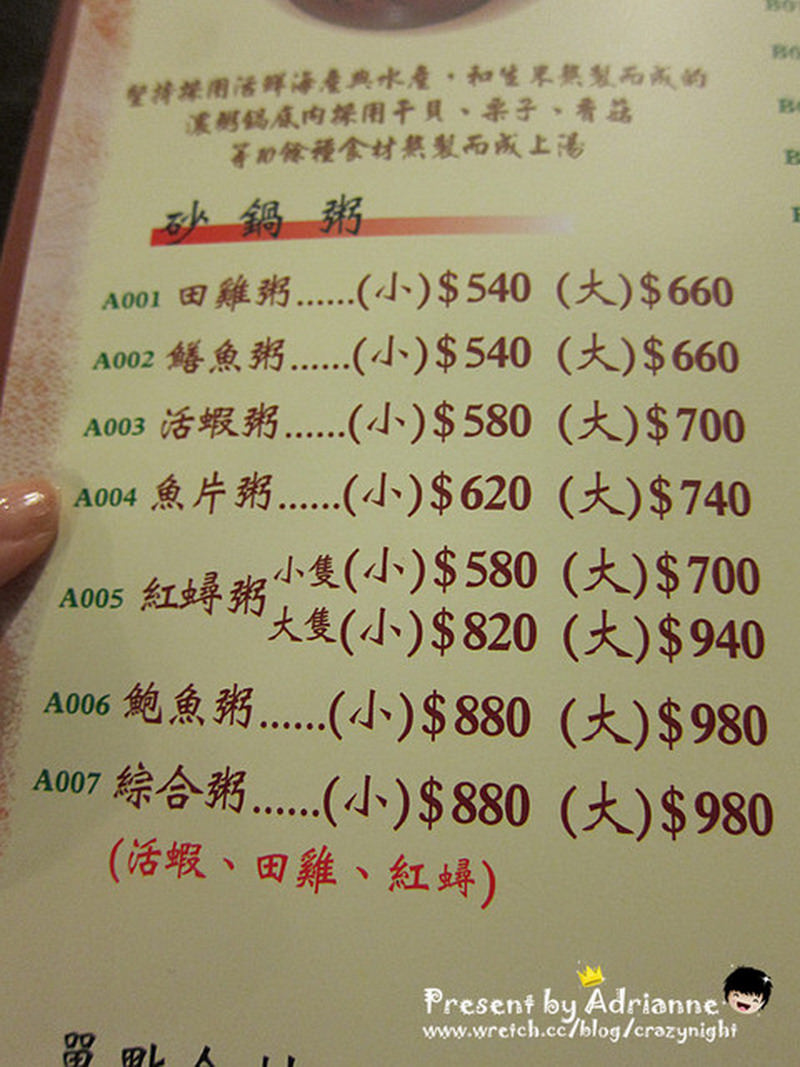 堅持採用活鮮海產與水產，和生米熬製而成的
濃粥鍋底內採用干貝、栗子、香菇
等10餘種食材熬製而成上湯
砂鍋粥
A001 田雞粥......(小)$540 (大)$660
A002 鱔魚粥......(小)$540 (大)$660
A003 活蝦粥......(小)$580 (大)$700
A004 魚片粥......(小)$620 (大)$740
A005 紅蟳粥 小隻(小)$580 (大)$700
大隻(小)$820 (大)$940
A006 鮑魚粥......(小)$880 (大)$980
A007 綜合粥......(小)$880 (大)$980
(活蝦、田雞、紅蟳)
Present by Adrianne
www.wretch.cc/blog/crazynight
單點